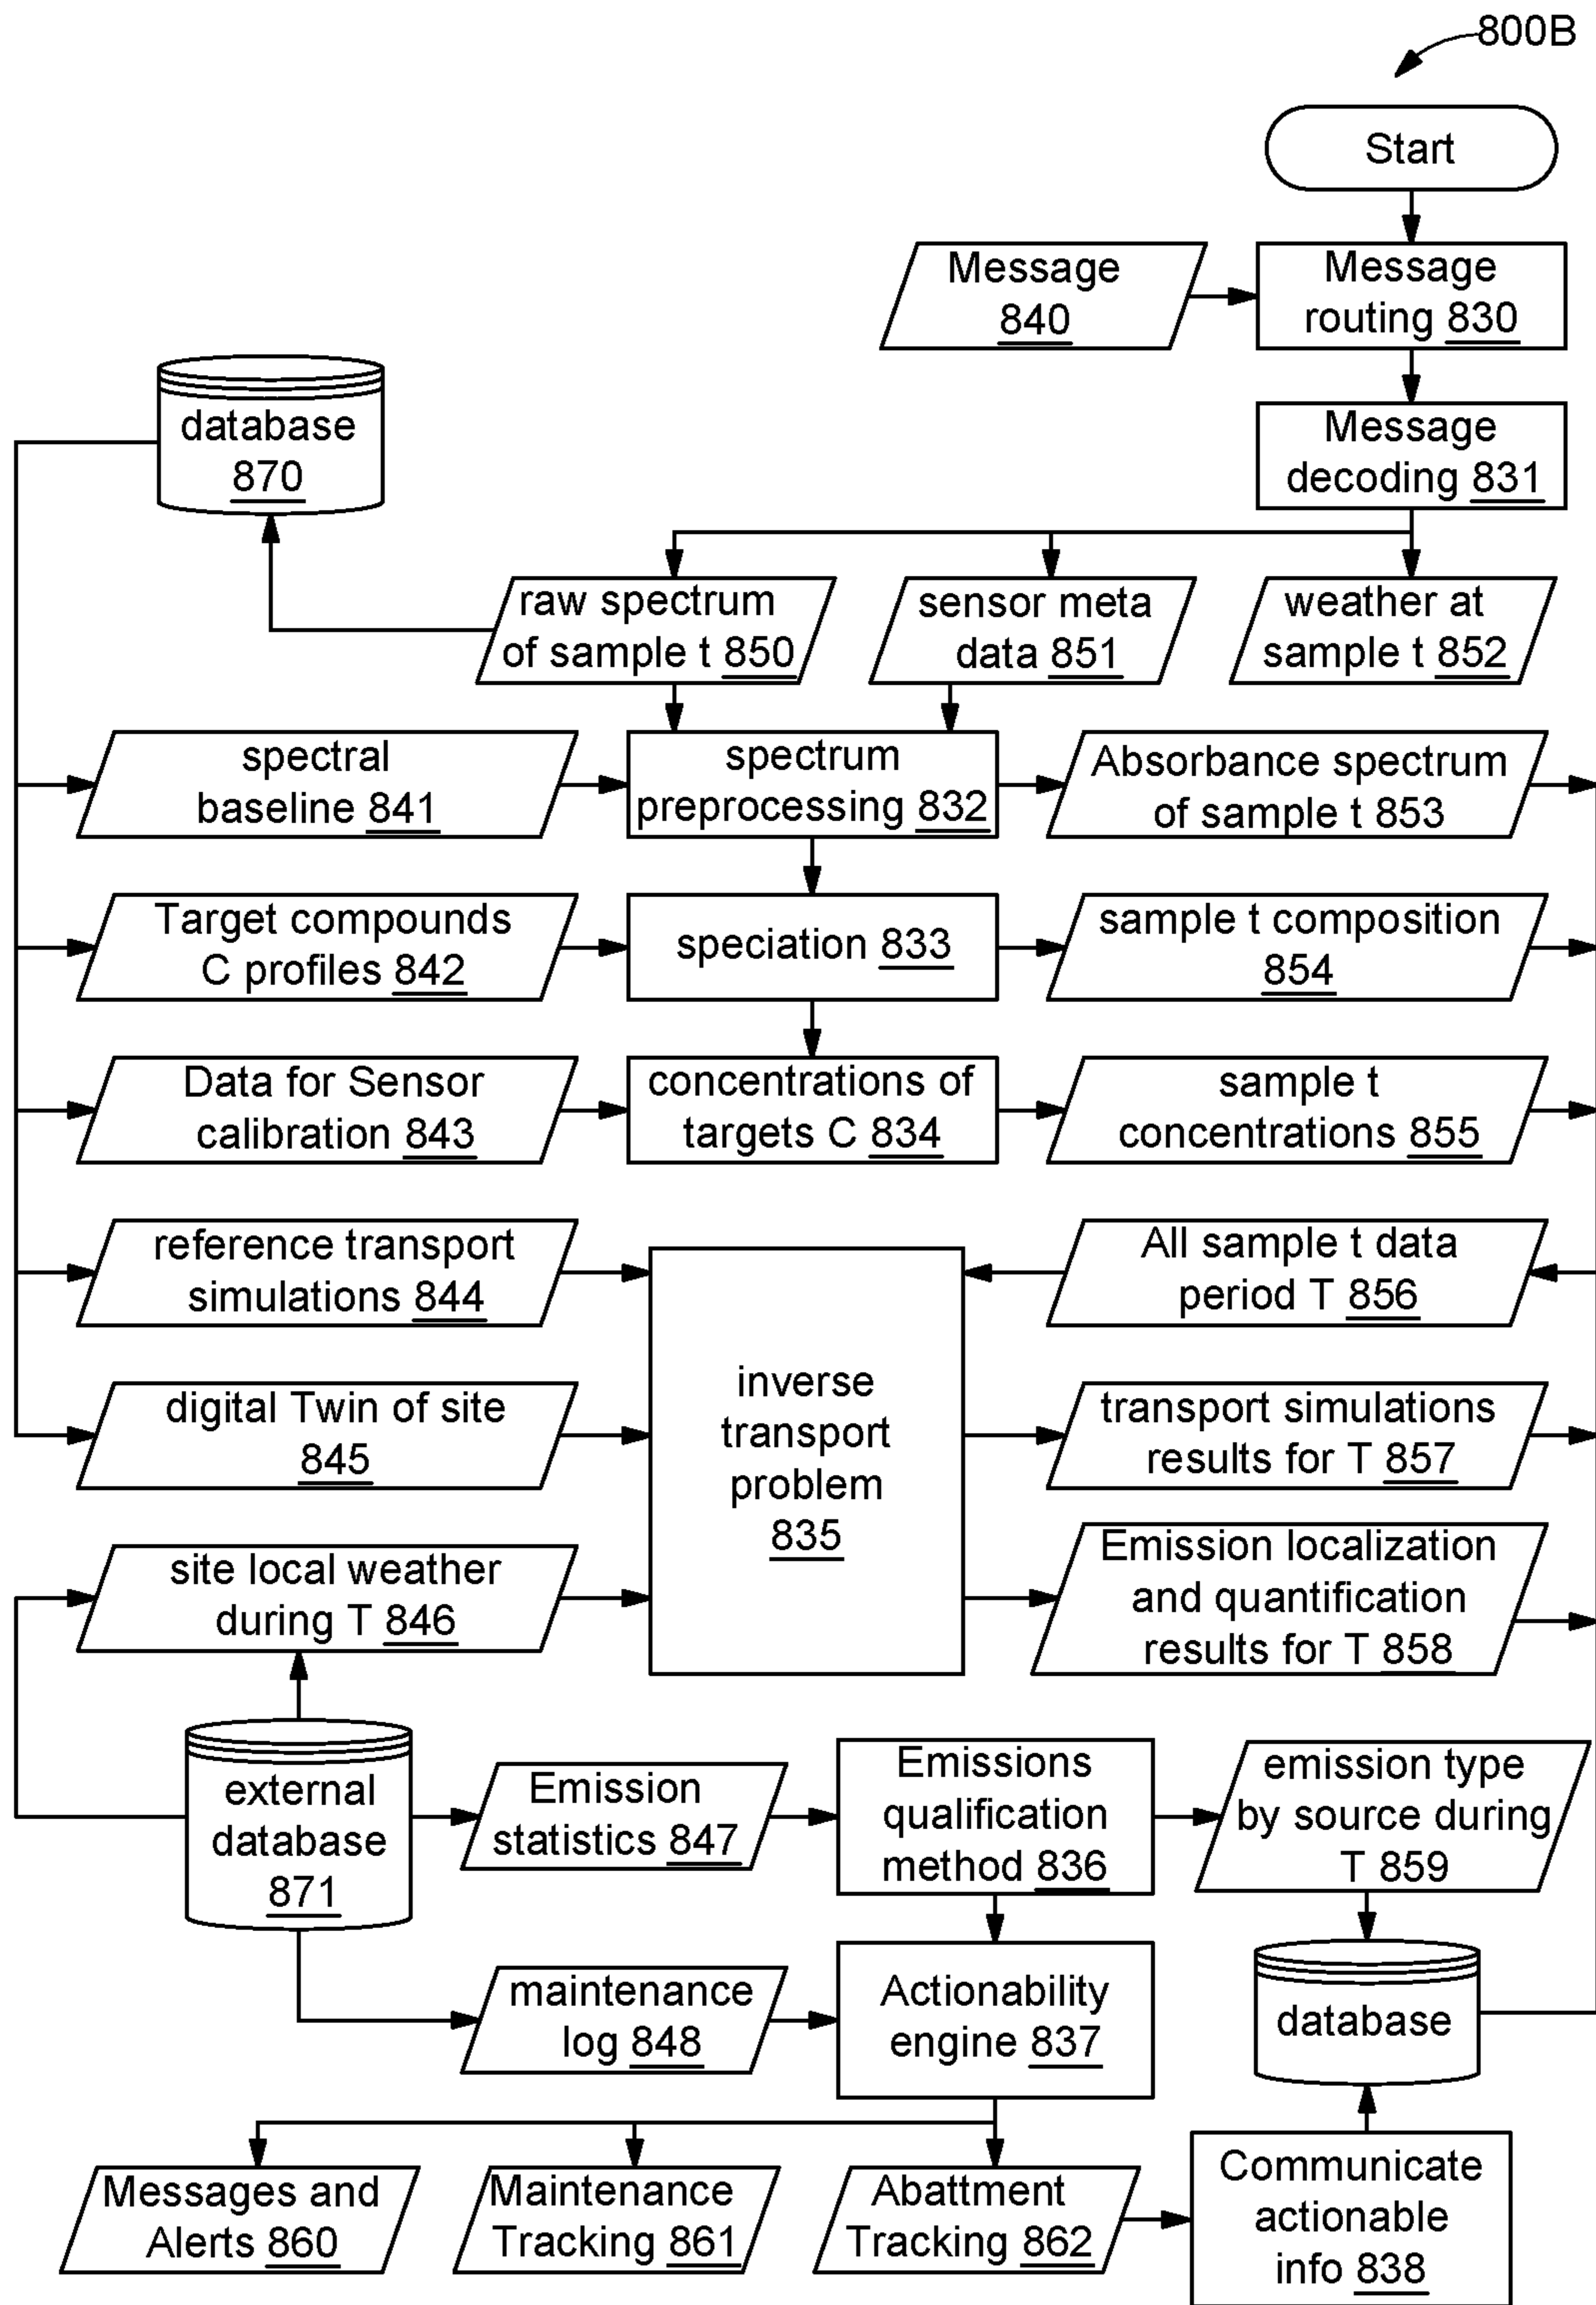 800B
Start
Message
840
Message
routing 830
database
870
Message
decoding 831
raw spectrum
of sample t 850
sensor meta
data 851
weather at
sample t 852
spectral
baseline 841
spectrum
preprocessing 832
Absorbance spectrum
of sample t 853
Target compounds
C profiles 842
speciation 833
sample t composition
854
Data for Sensor
calibration 843
concentrations of
targets C 834
sample t
concentrations 855
reference transport
simulations 844
All sample t data
period T 856
inverse
transport
problem
835
digital Twin of site
845
transport simulations
results for T 857
site local weather
during T 846
Emission localization
and quantification
results for T 858
external
database
871
Emission
statistics 847
Emissions
qualification
method 836
emission type
by source during
T 859
maintenance
log 848
Actionability
engine 837
database
Messages and
Alerts 860
Maintenance
Tracking 861
Abattment
Tracking 862
Communicate
actionable
info 838